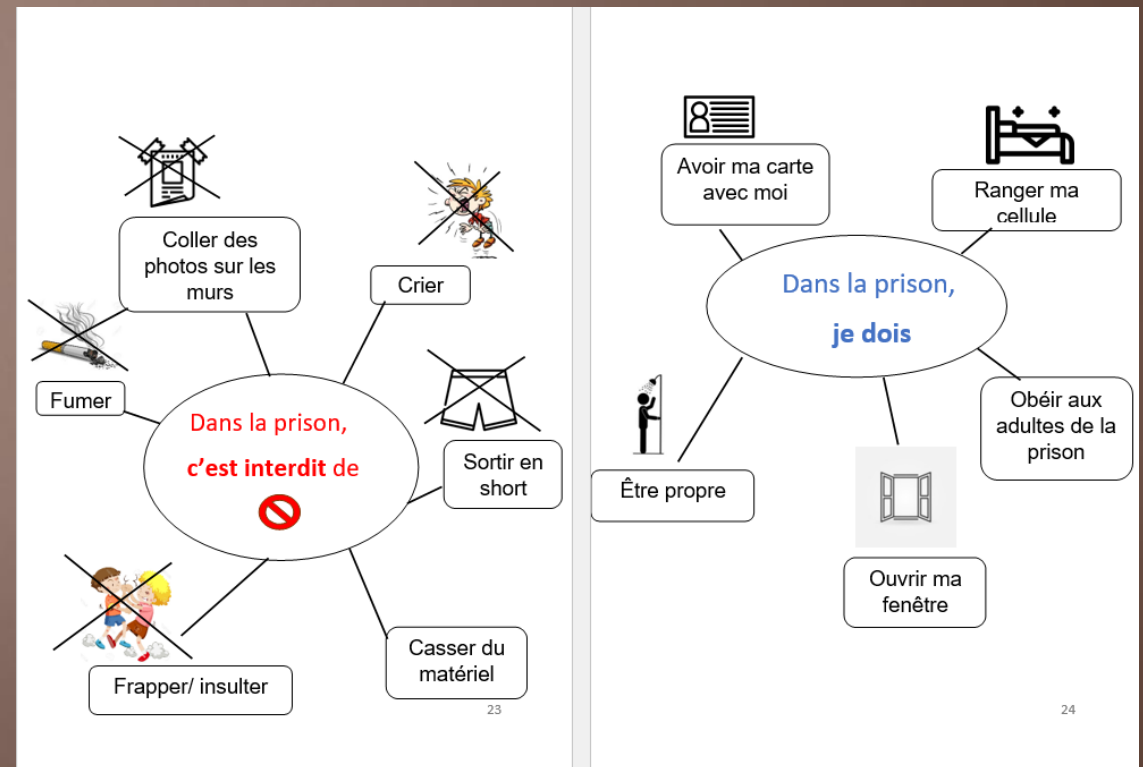 Coller des
photos sur les
murs
Crier
Fumer
Dans la prison,
c’est interdit de
Sortir en
short
Casser du
matériel
Frapper/ insulter
23
Avoir ma carte
avec moi
Ranger ma
cellule
Dans la prison,
je dois
Obéir aux
adultes de la
prison
Être propre
Ouvrir ma
fenêtre
24